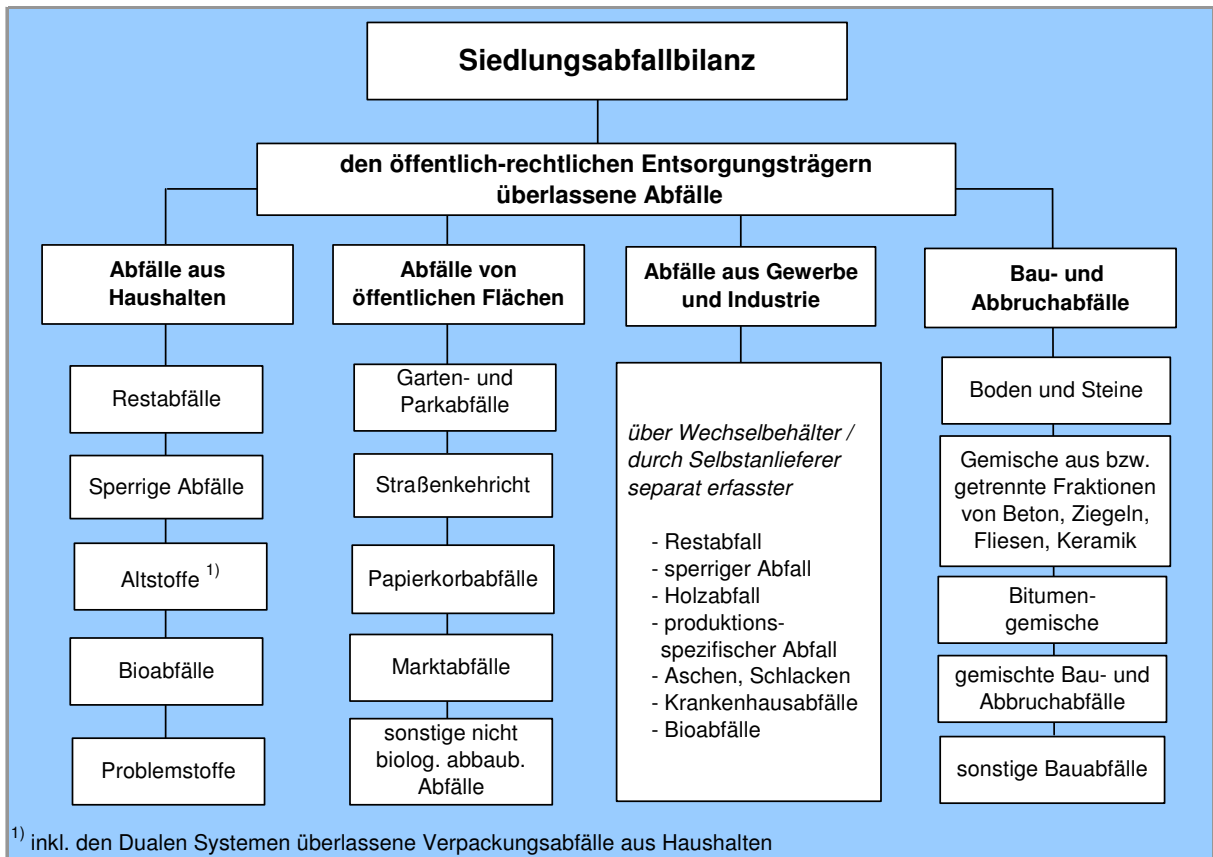 Siedlungsabfallbilanz
den öffentlich-rechtlichen Entsorgungsträgern
überlassene Abfälle
Abfälle aus
Haushalten
Restabfälle
Sperrige Abfälle
Altstoffe 1)
Bioabfälle
Problemstoffe
Abfälle von
öffentlichen Flächen
Garten- und
Parkabfälle
Straßenkehricht
Papierkorbabfälle
Marktabfälle
sonstige nicht
biolog. abbaub.
Abfälle
Abfälle aus Gewerbe
und Industrie
über Wechselbehälter /
durch Selbstanlieferer
separat erfasster
- Restabfall
- sperriger Abfall
- Holzabfall
- produktions-
spezifischer Abfall
- Aschen, Schlacken
- Krankenhausabfälle
- Bioabfälle
Bau- und
Abbruchabfälle
Boden und Steine
Gemische aus bzw.
getrennte Fraktionen
von Beton, Ziegeln,
Fliesen, Keramik
Bitumen-
gemische
gemischte Bau- und
Abbruchabfälle
sonstige Bauabfälle
1) inkl. den Dualen Systemen überlassene Verpackungsabfälle aus Haushalten